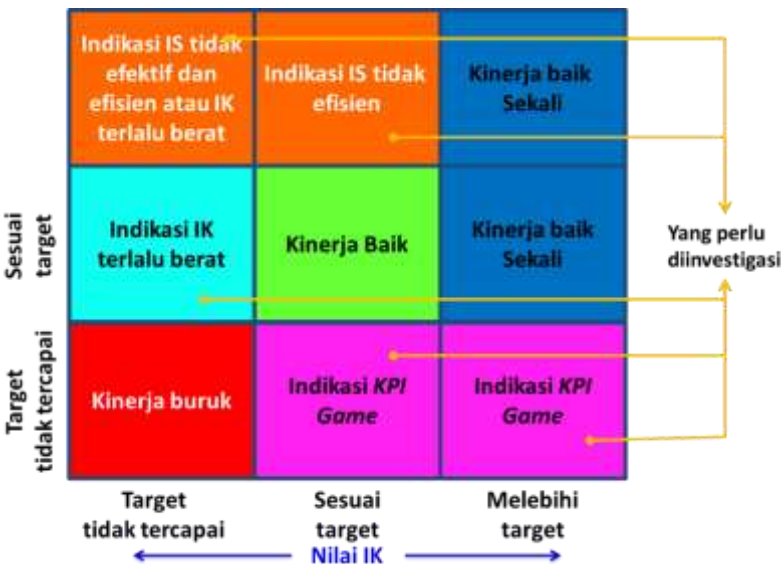 Indikasi IS tidak
efektif dan
efisien atau IK
terlalu berat
Indikasi IS tidak
efisien
Kinerja baik
Sekali
Sesuai
target
Indikasi IK
terlalu berat
Kinerja Baik
Kinerja baik
Sekali
Yang perlu
diinvestigasi
Target
tidak tercapai
Kinerja buruk
Indikasi KPI
Game
Indikasi KPI
Game
Target
tidak tercapai
Sesuai
target
Melebihi
target
Nilai IK